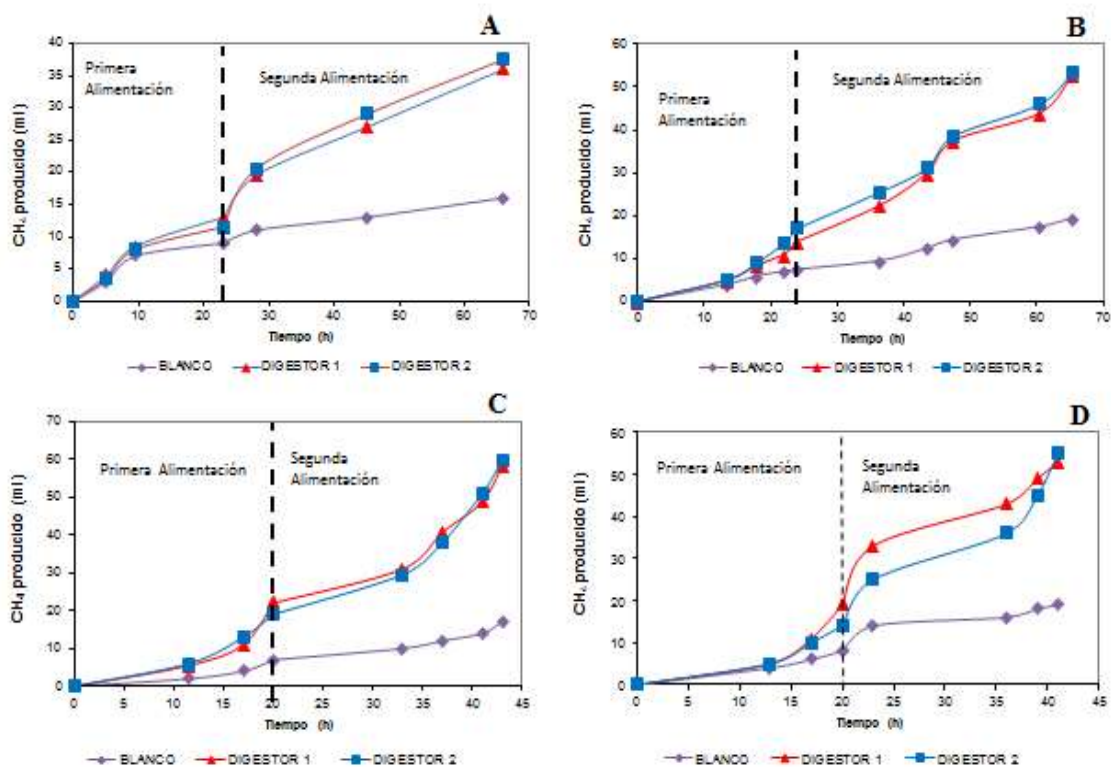 A
CH₄ producido (ml)
40
35
30
25
20
15
10
5
0
Primera
Alimentación
Segunda Alimentación
0 10 20 30 40 50 60 70
Tiempo (h)
BLANCO DIGESTOR 1 DIGESTOR 2
B
CH₄ producido (ml)
60
50
40
30
20
10
0
Primera
Alimentación
Segunda Alimentación
0 10 20 30 40 50 60 70
Tiempo (h)
BLANCO DIGESTOR 1 DIGESTOR 2
C
CH4 producido (ml)
70
60
50
40
30
20
10
0
Primera Alimentación
Segunda
Alimentación
0 5 10 15 20 25 30 35 40 45
Tiempo (h)
BLANCO DIGESTOR 1 DIGESTOR 2
D
CH₄ producido (ml)
60
50
40
30
20
10
0
Primera Alimentación
Segunda
Alimentación
0 5 10 15 20 25 30 35 40 45
Tiempo (h)
BLANCO DIGESTOR 1 DIGESTOR 2